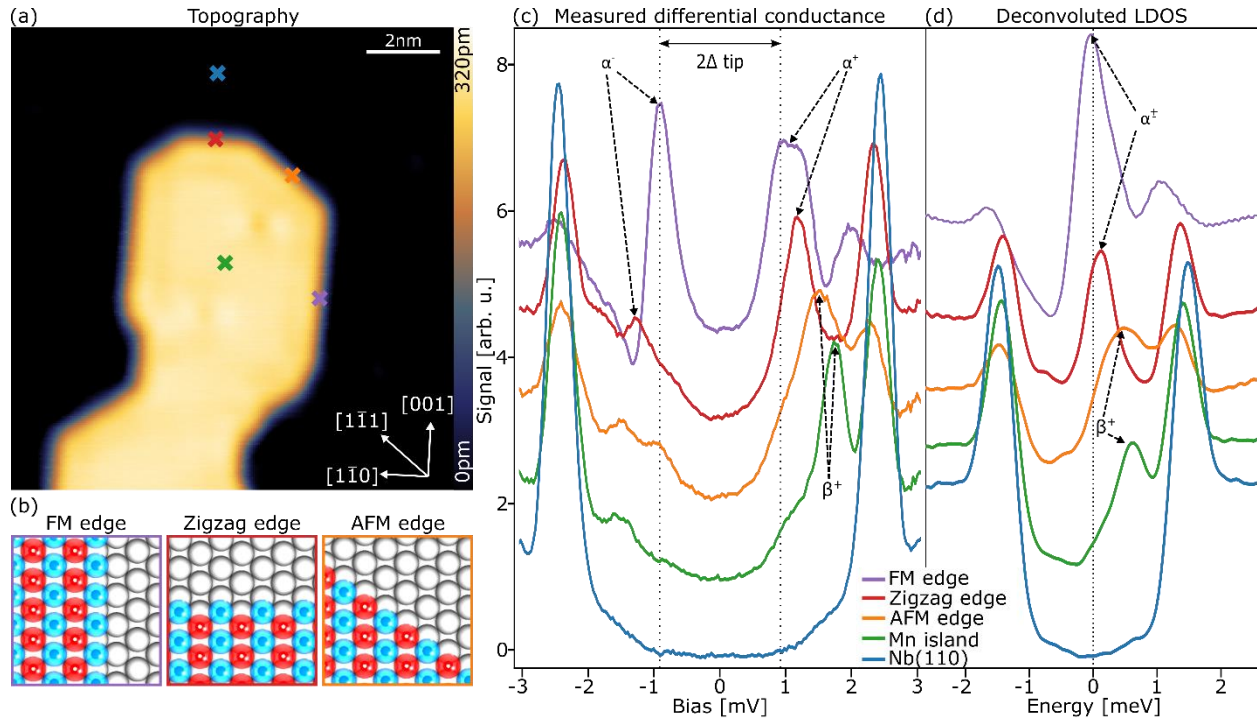 (a) Topography
2nm
320pm
0pm
Signal [arb. u.]
[11̅1]
[001]
[11̅0]
(b)
FM edge
Zigzag edge
AFM edge
(c) Measured differential conductance
α⁻
2Δ tip
α⁺
β⁺
8
6
4
2
0
-3 -2 -1 0 1 2 3
Bias [mV]
FM edge
Zigzag edge
AFM edge
Mn island
Nb(110)
(d) Deconvoluted LDOS
α±
β⁺
-2 0 2
Energy [meV]